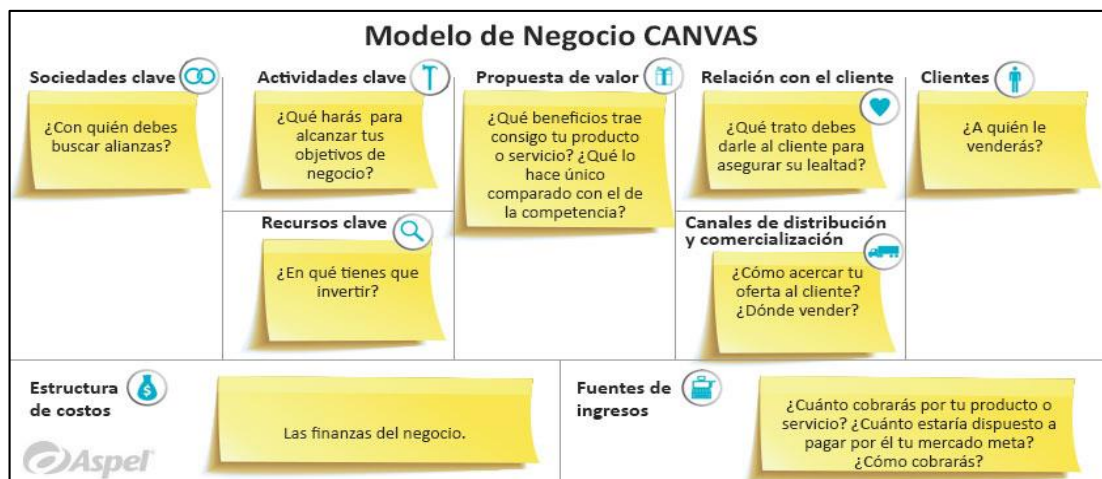 Modelo de Negocio CANVAS
Sociedades clave
¿Con quién debes
buscar alianzas?
Actividades clave
¿Qué harás para
alcanzar tus
objetivos de
negocio?
Recursos clave
¿En qué tienes que
invertir?
Propuesta de valor
¿Qué beneficios trae
consigo tu producto
o servicio? ¿Qué lo
hace único
comparado con el de
la competencia?
Relación con el cliente
¿Qué trato debes
darle al cliente para
asegurar su lealtad?
Canales de distribución
y comercialización
¿Cómo acercar tu
oferta al cliente?
¿Dónde vender?
Clientes
¿A quién le
venderás?
Estructura
de costos
$
Las finanzas del negocio.
Aspel
Fuentes de
ingresos
¿Cuánto cobrarás por tu producto o
servicio? ¿Cuánto estaría dispuesto a
pagar por él tu mercado meta?
¿Cómo cobrarás?